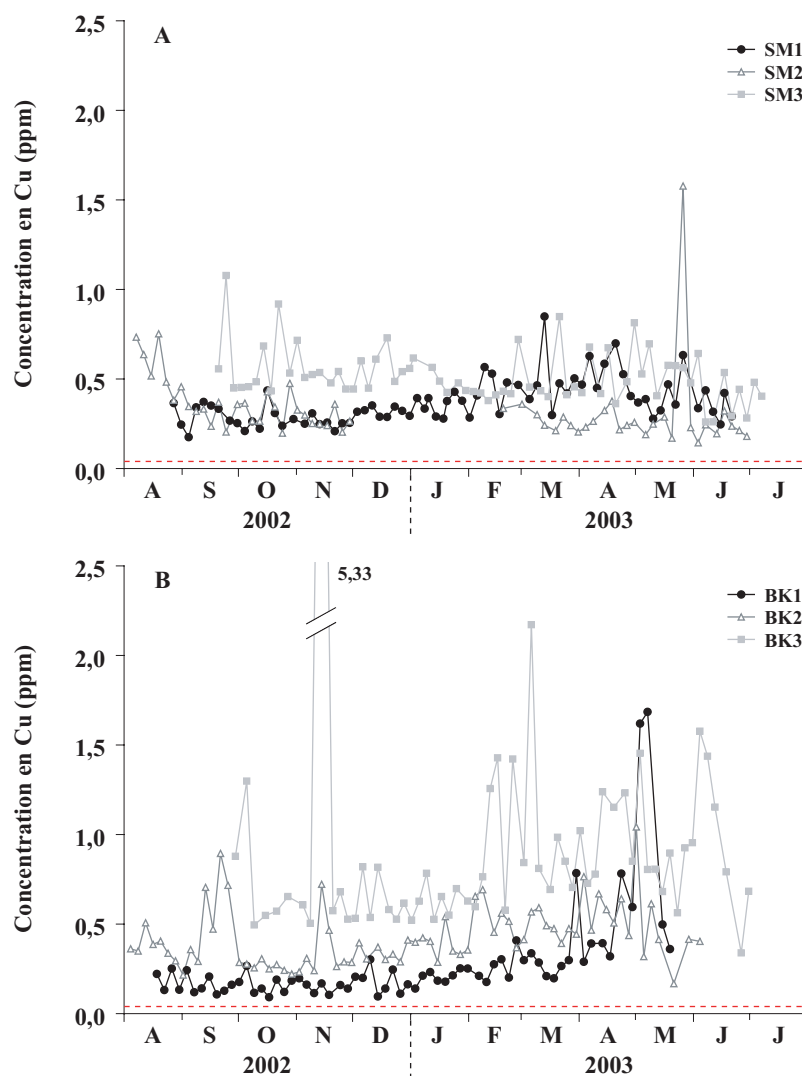 2,5
A
SM1
SM2
SM3
2,0
1,5
1,0
0,5
0,0
Concentration en Cu (ppm)
A S O N D J F M A M J J
2002 2003
2,5
B
5,33
BK1
BK2
BK3
2,0
1,5
1,0
0,5
0,0
Concentration en Cu (ppm)
A S O N D J F M A M J J
2002 2003